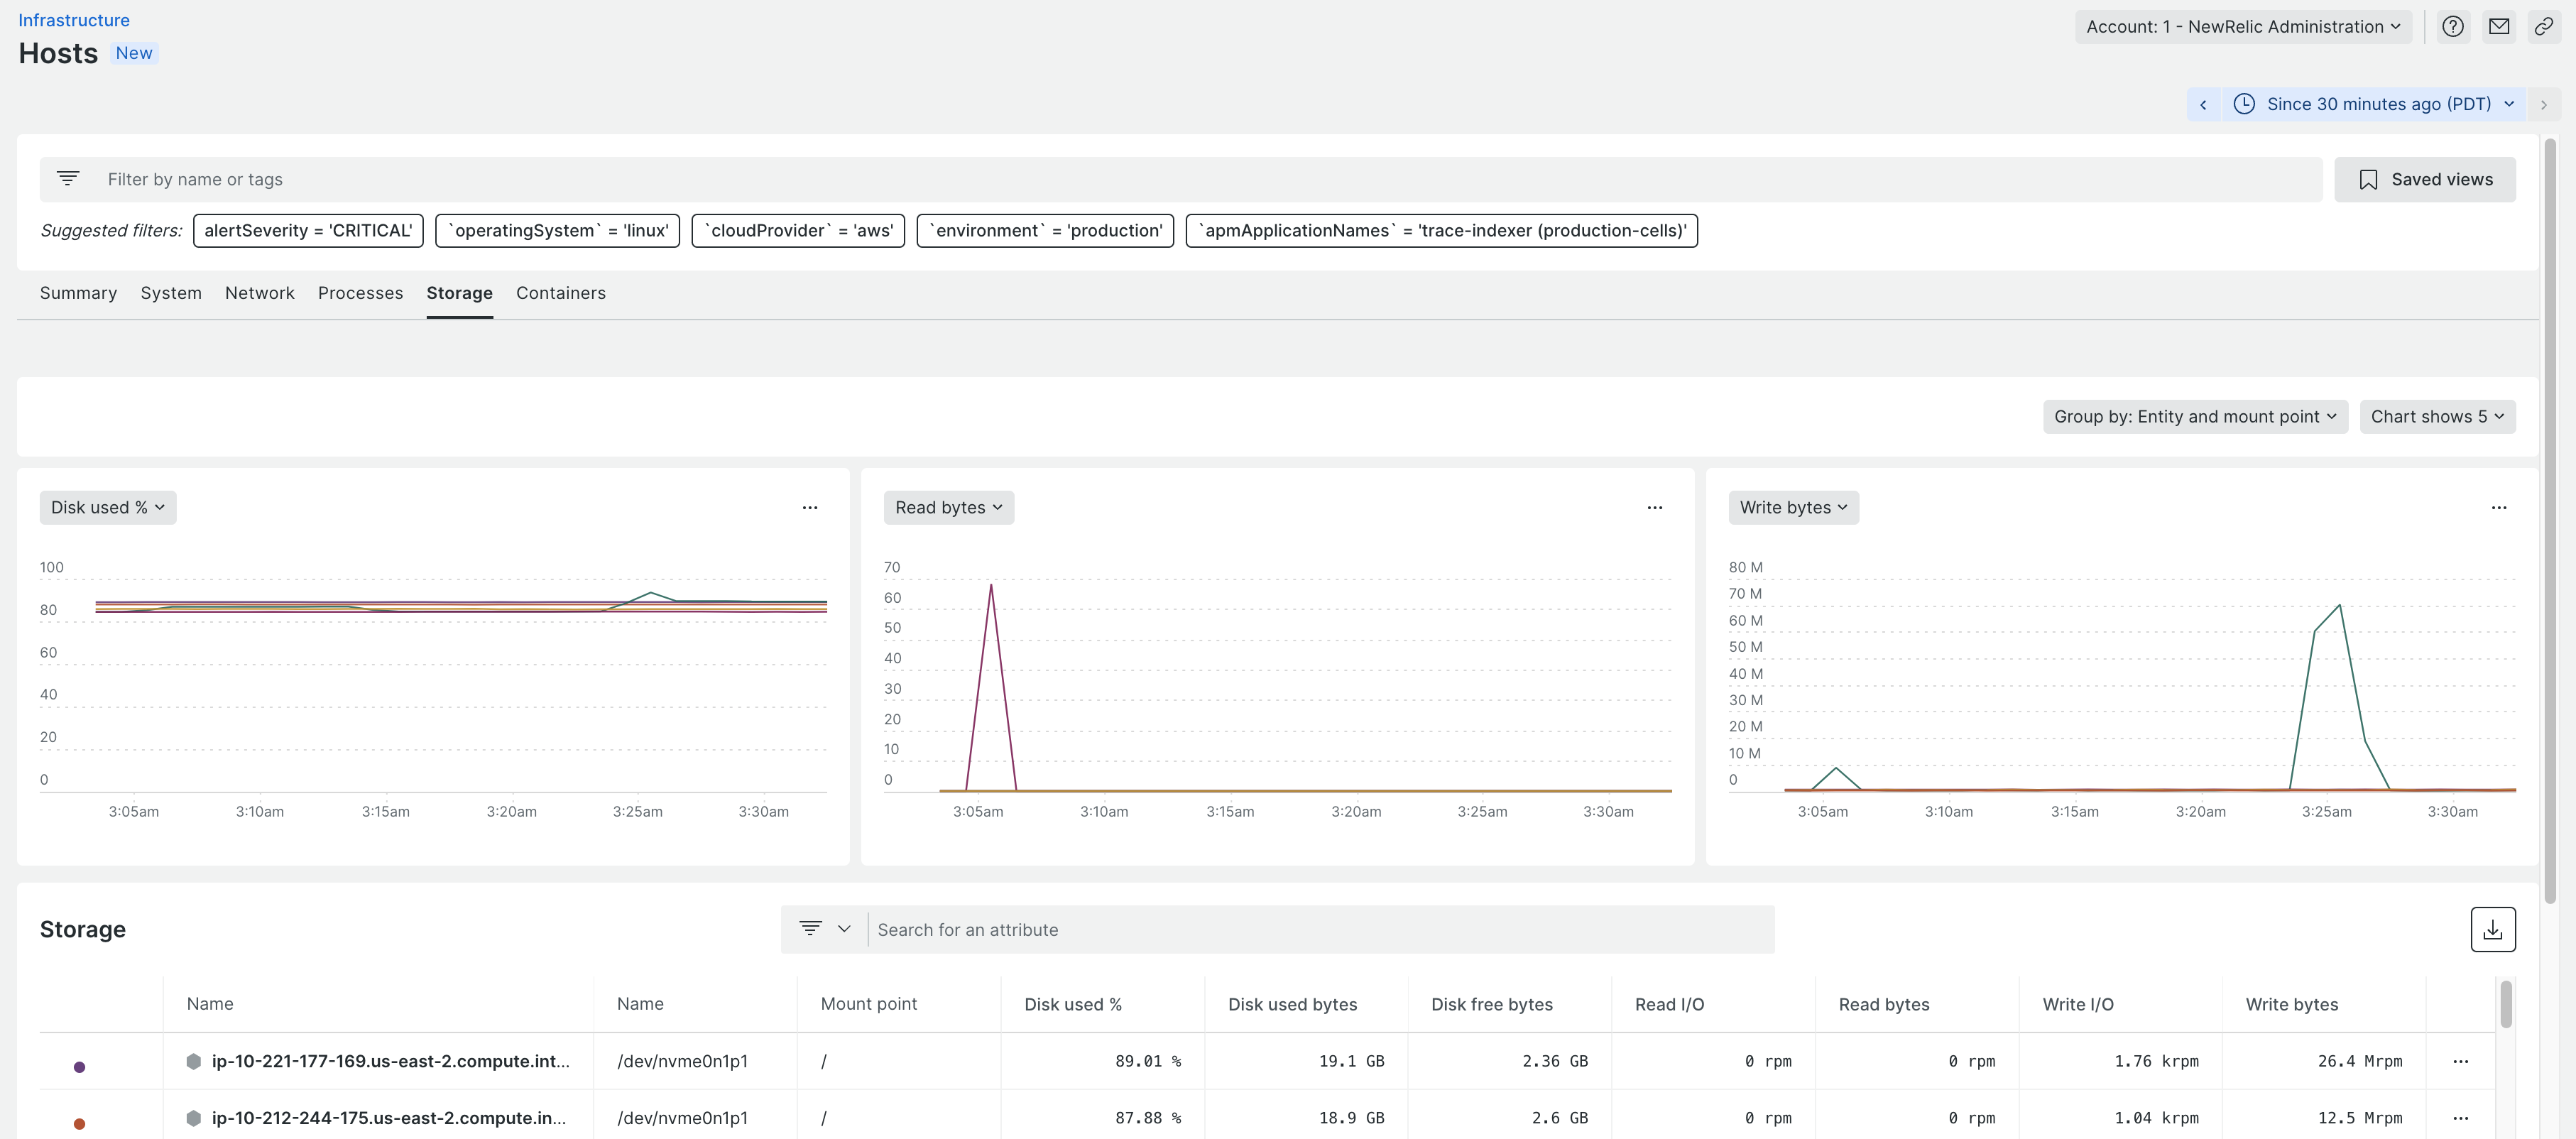 Infrastructure
Hosts New
Account: 1 - NewRelic Administration
Since 30 minutes ago (PDT)
Filter by name or tags
Saved views
Suggested filters: alertSeverity = 'CRITICAL' `operatingSystem` = 'linux' `cloudProvider` = 'aws' `environment` = 'production' `apmApplicationNames` = 'trace-indexer (production-cells)'
Summary System Network Processes Storage Containers
Group by: Entity and mount point Chart shows 5
Disk used %
100
80
60
40
20
0
3:05am 3:10am 3:15am 3:20am 3:25am 3:30am
Read bytes
70
60
50
40
30
20
10
0
3:05am 3:10am 3:15am 3:20am 3:25am 3:30am
Write bytes
80 M
70 M
60 M
50 M
40 M
30 M
20 M
10 M
0
3:05am 3:10am 3:15am 3:20am 3:25am 3:30am
Storage
Search for an attribute
Name Name Mount point Disk used % Disk used bytes Disk free bytes Read I/O Read bytes Write I/O Write bytes
ip-10-221-177-169.us-east-2.compute.int... /dev/nvme0n1p1 / 89.01 % 19.1 GB 2.36 GB 0 rpm 0 rpm 1.76 krpm 26.4 Mrpm
ip-10-212-244-175.us-east-2.compute.in... /dev/nvme0n1p1 / 87.88 % 18.9 GB 2.6 GB 0 rpm 0 rpm 1.04 krpm 12.5 Mrpm